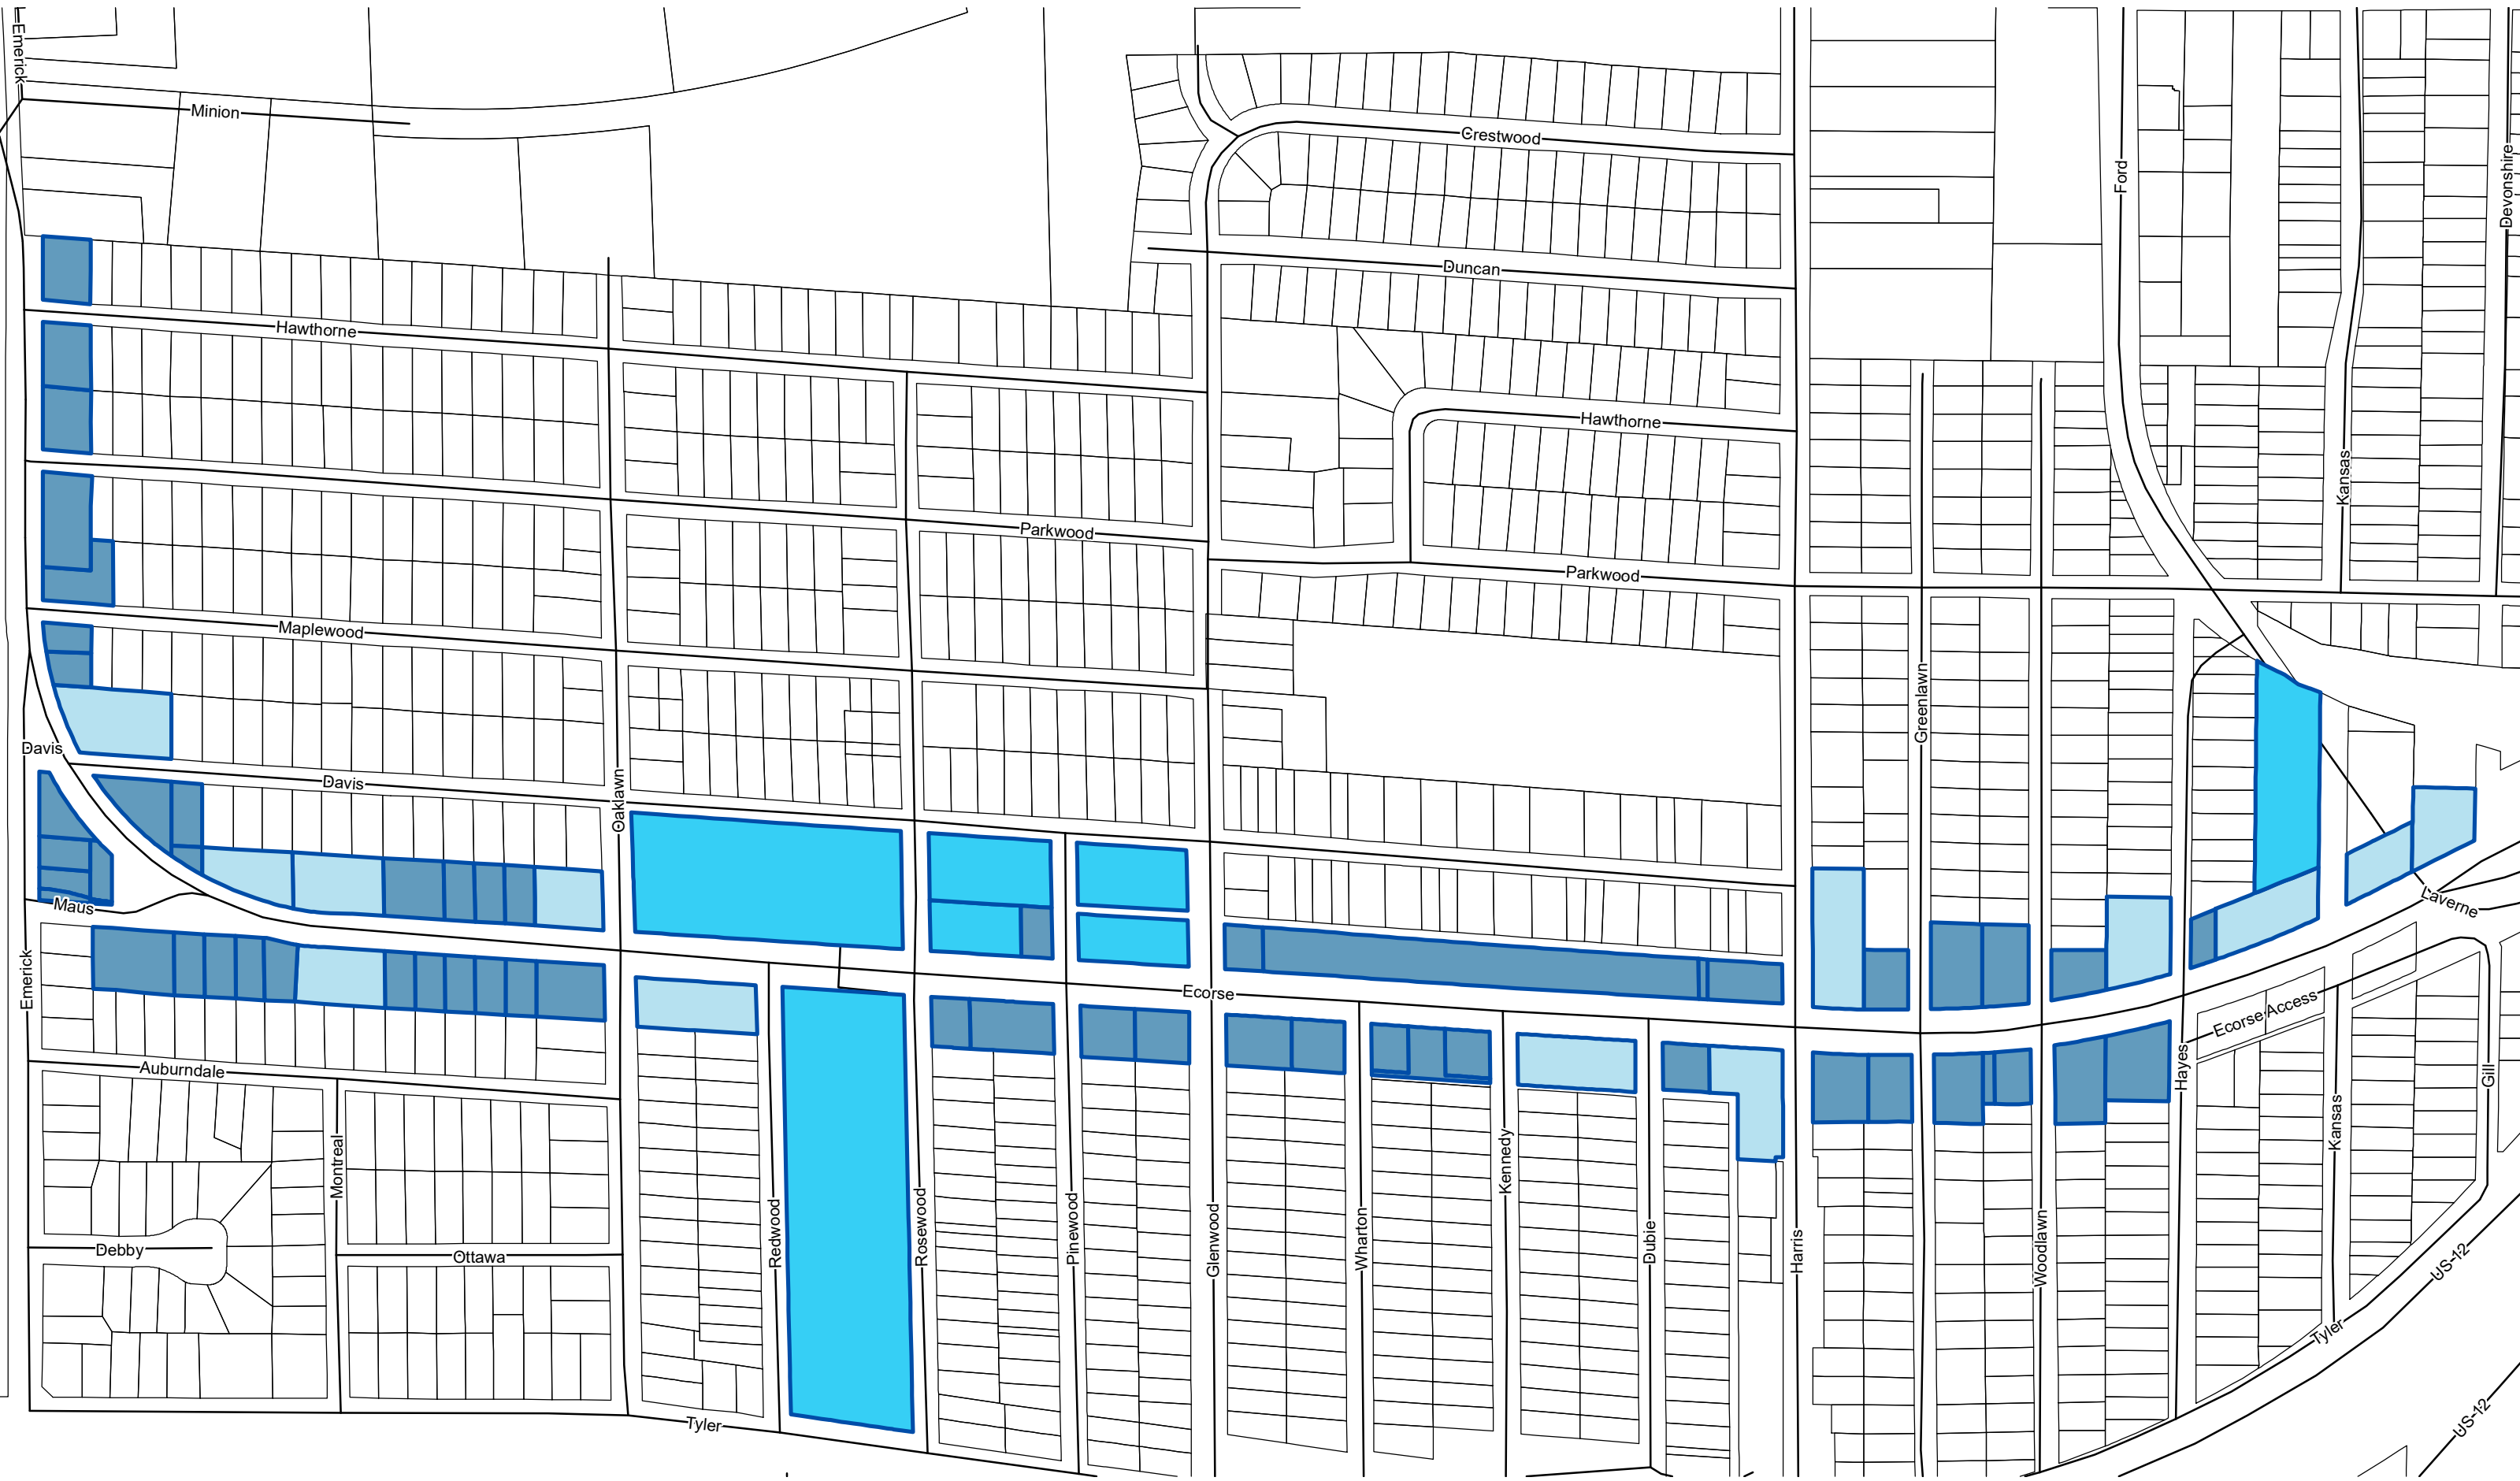 Emerick
Minion
Crestwood
Ford
Devonshire
Duncan
Hawthorne
Hawthorne
Kansas
Parkwood
Parkwood
Maplewood
Greenlawn
Davis
Davis
Oaklawn
Maus
Laverne
Emerick
Ecorse
Ecorse Access
Auburndale
Hayes
Gill
Montreal
Kennedy
Kansas
Redwood
Rosewood
Pinewood
Glenwood
Wharton
Dubie
Harris
Woodlawn
Debby
Ottawa
US-12
Tyler
Tyler
US-12